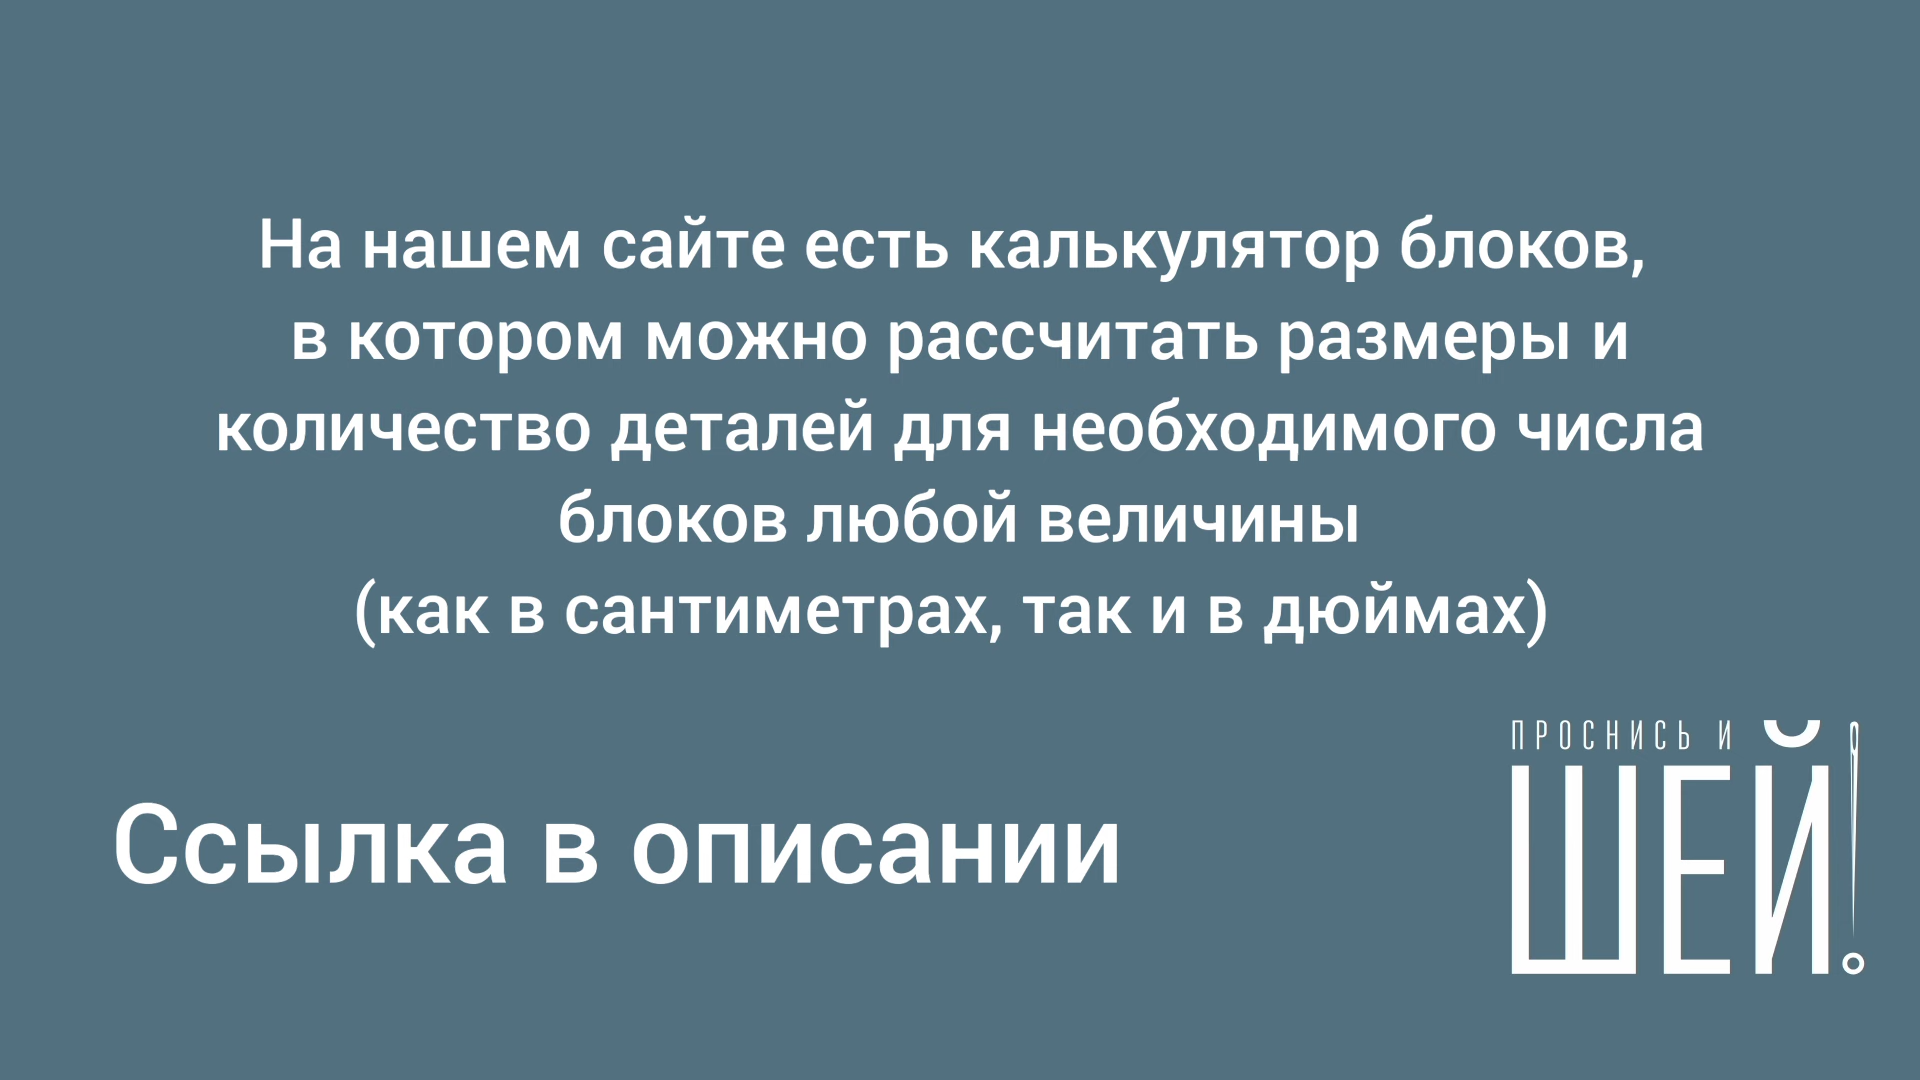 На нашем сайте есть калькулятор блоков,
в котором можно рассчитать размеры и
количество деталей для необходимого числа
блоков любой величины
(как в сантиметрах, так и в дюймах)
Ссылка в описании
ПРОСНИСЬ И
ШЕЙ!